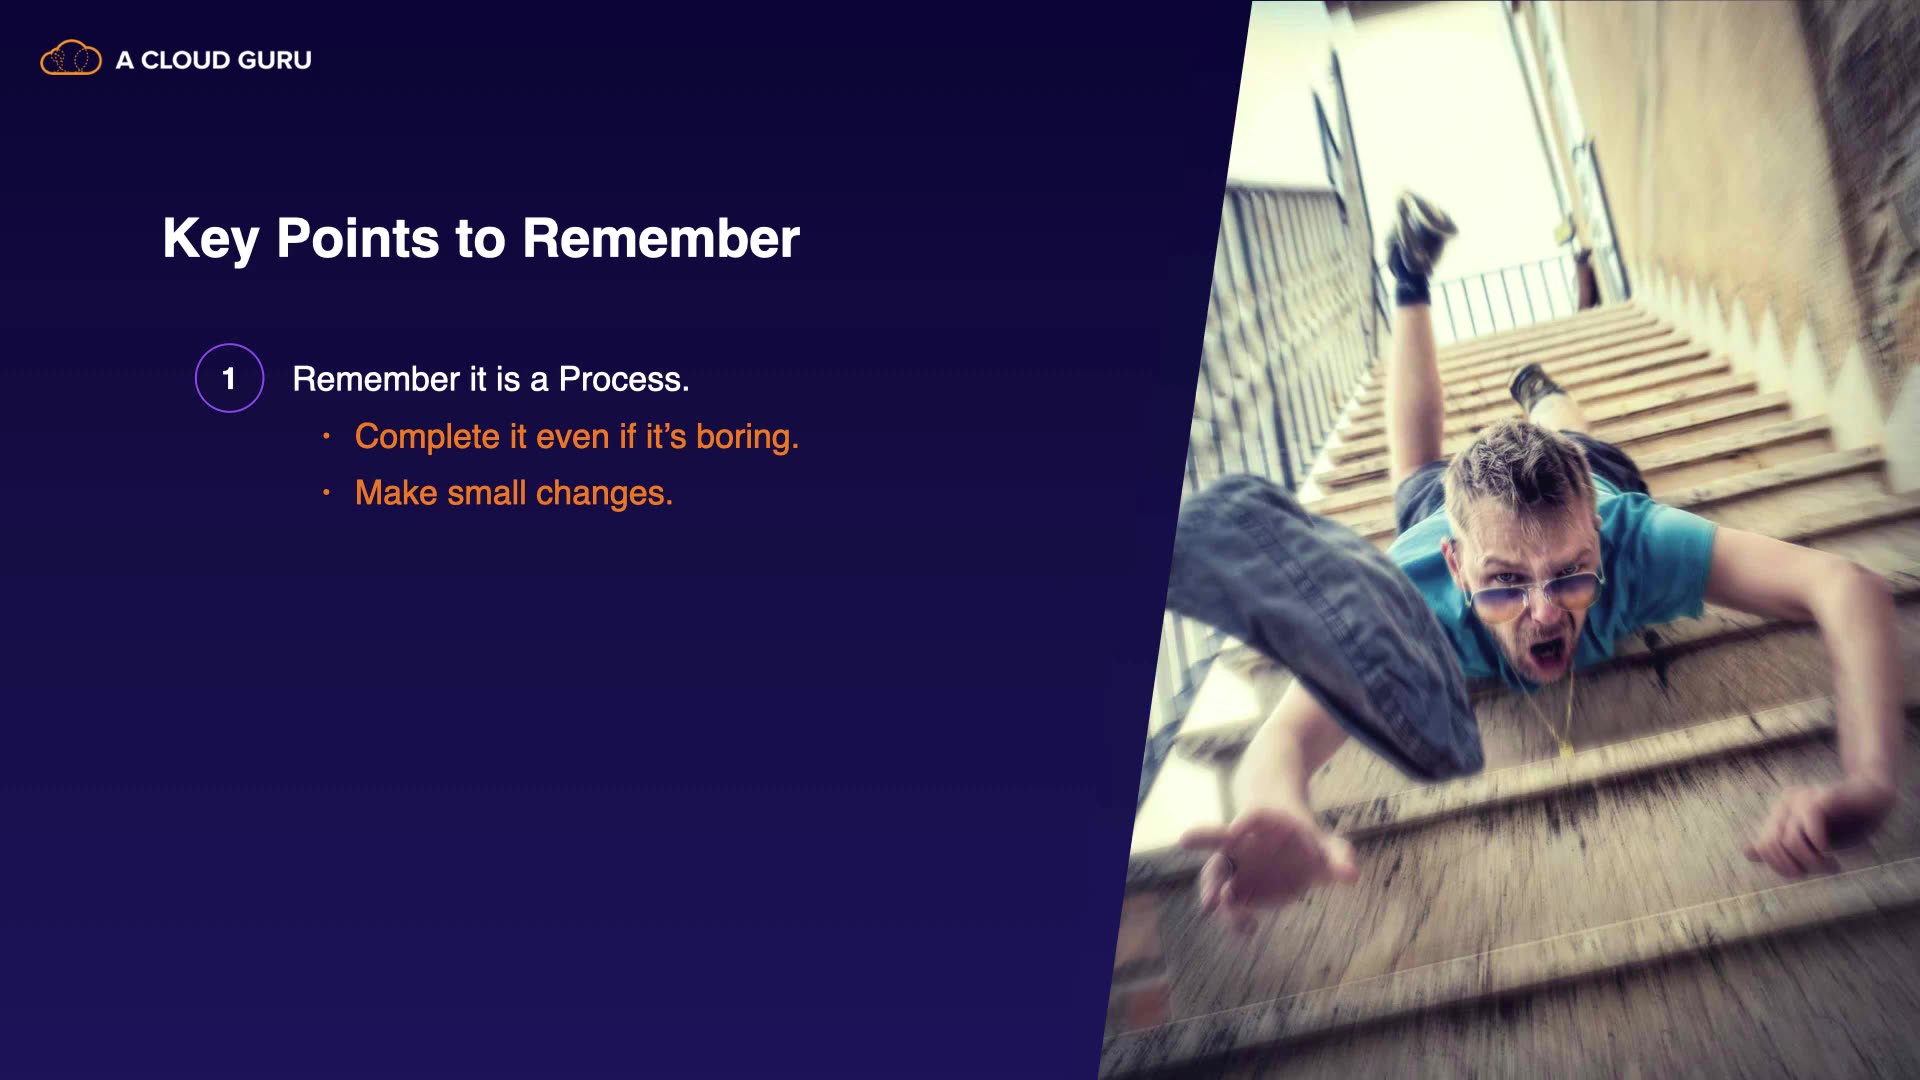 A CLOUD GURU
Key Points to Remember
1 Remember it is a Process.
• Complete it even if it’s boring.
• Make small changes.